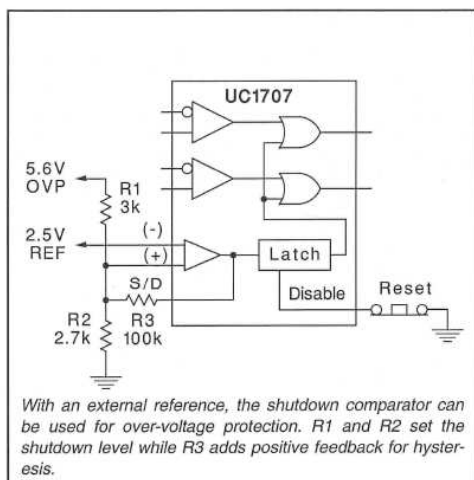 UC1707
5.6V
OVP
R1
3k
2.5V
REF
(-)
(+)
Latch
S/D
Disable
Reset
R2
2.7k
R3
100k
With an external reference, the shutdown comparator can
be used for over-voltage protection. R1 and R2 set the
shutdown level while R3 adds positive feedback for hyster-
esis.